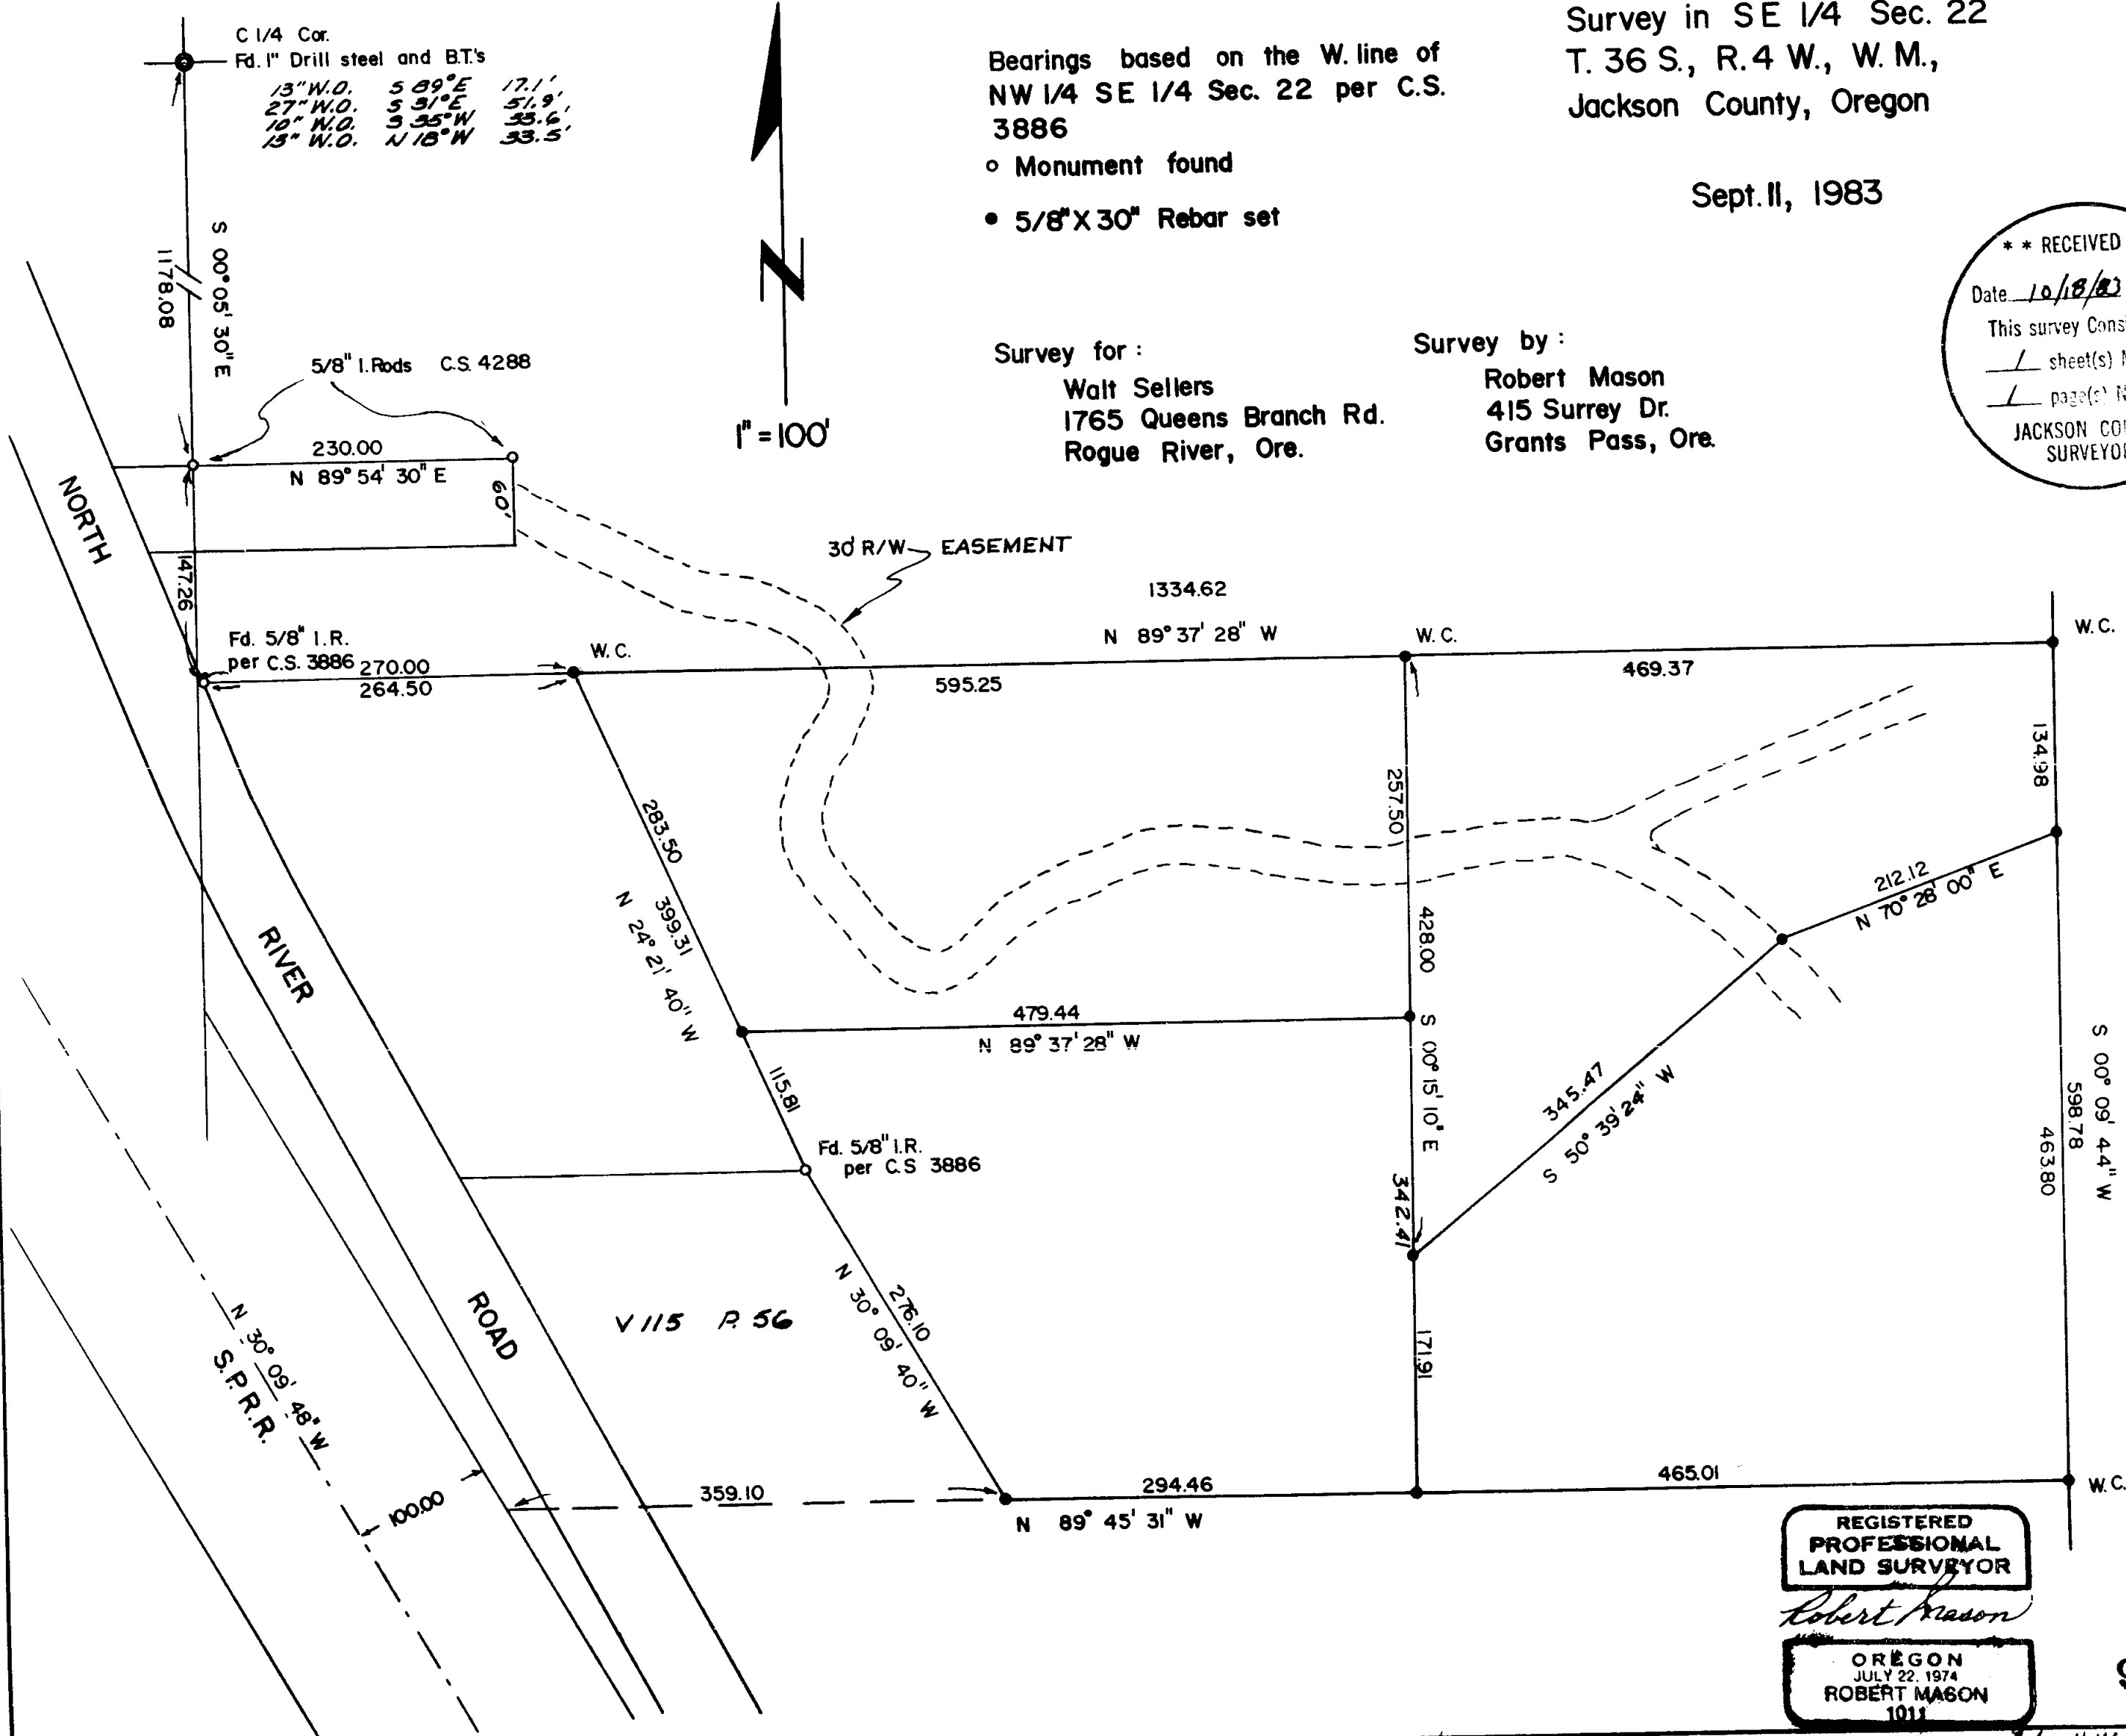 C 1/4 Cor.
Fd. 1" Drill steel and B.T.'s
13" W.O. S 89° E 17.1'
27" W.O. S 31° E 51.9'
10" W.O. S 35° W 33.6'
13" W.O. N 18° W 33.5'
Bearings based on the W. line of
NW 1/4 SE 1/4 Sec. 22 per C.S.
3886
Monument found
5/8" X 30" Rebar set
Survey in SE 1/4 Sec. 22
T. 36 S., R. 4 W., W. M.,
Jackson County, Oregon
Sept. 11, 1983
* * RECEIVED
Date 10/18/83
This survey Cons
1 sheet(s)
1 page(s)
JACKSON CO
SURVEYO
Survey for :
Walt Sellers
1765 Queens Branch Rd.
Rogue River, Ore.
Survey by :
Robert Mason
415 Surrey Dr.
Grants Pass, Ore.
N
1" = 100'
S 00° 05' 30" E
1178.08
5/8" I. Rods C.S. 4288
230.00
N 89° 54' 30" E
60'
147.26
NORTH
RIVER
ROAD
30' R/W EASEMENT
1334.62
N 89° 37' 28" W
Fd. 5/8" I.R.
per C.S. 3886
270.00
264.50
W.C.
595.25
W.C.
469.37
W.C.
134.98
283.50
399.31
N 24° 21' 40" W
257.50
428.00
212.12
N 70° 28' 00" E
479.44
N 89° 37' 28" W
S 00° 15' 10" E
345.47
S 50° 39' 24" W
S 00° 09' 44" W
598.78
463.80
115.81
Fd. 5/8" I.R.
per C.S 3886
342.41
V 115 P. 56
276.10
N 30° 09' 40" W
171.91
N 30° 09' 48" W
S.P.R.R.
100.00
359.10
294.46
N 89° 45' 31" W
465.01
W.C.
REGISTERED
PROFESSIONAL
LAND SURVEYOR
Robert Mason
OREGON
JULY 22, 1974
ROBERT MASON
1011